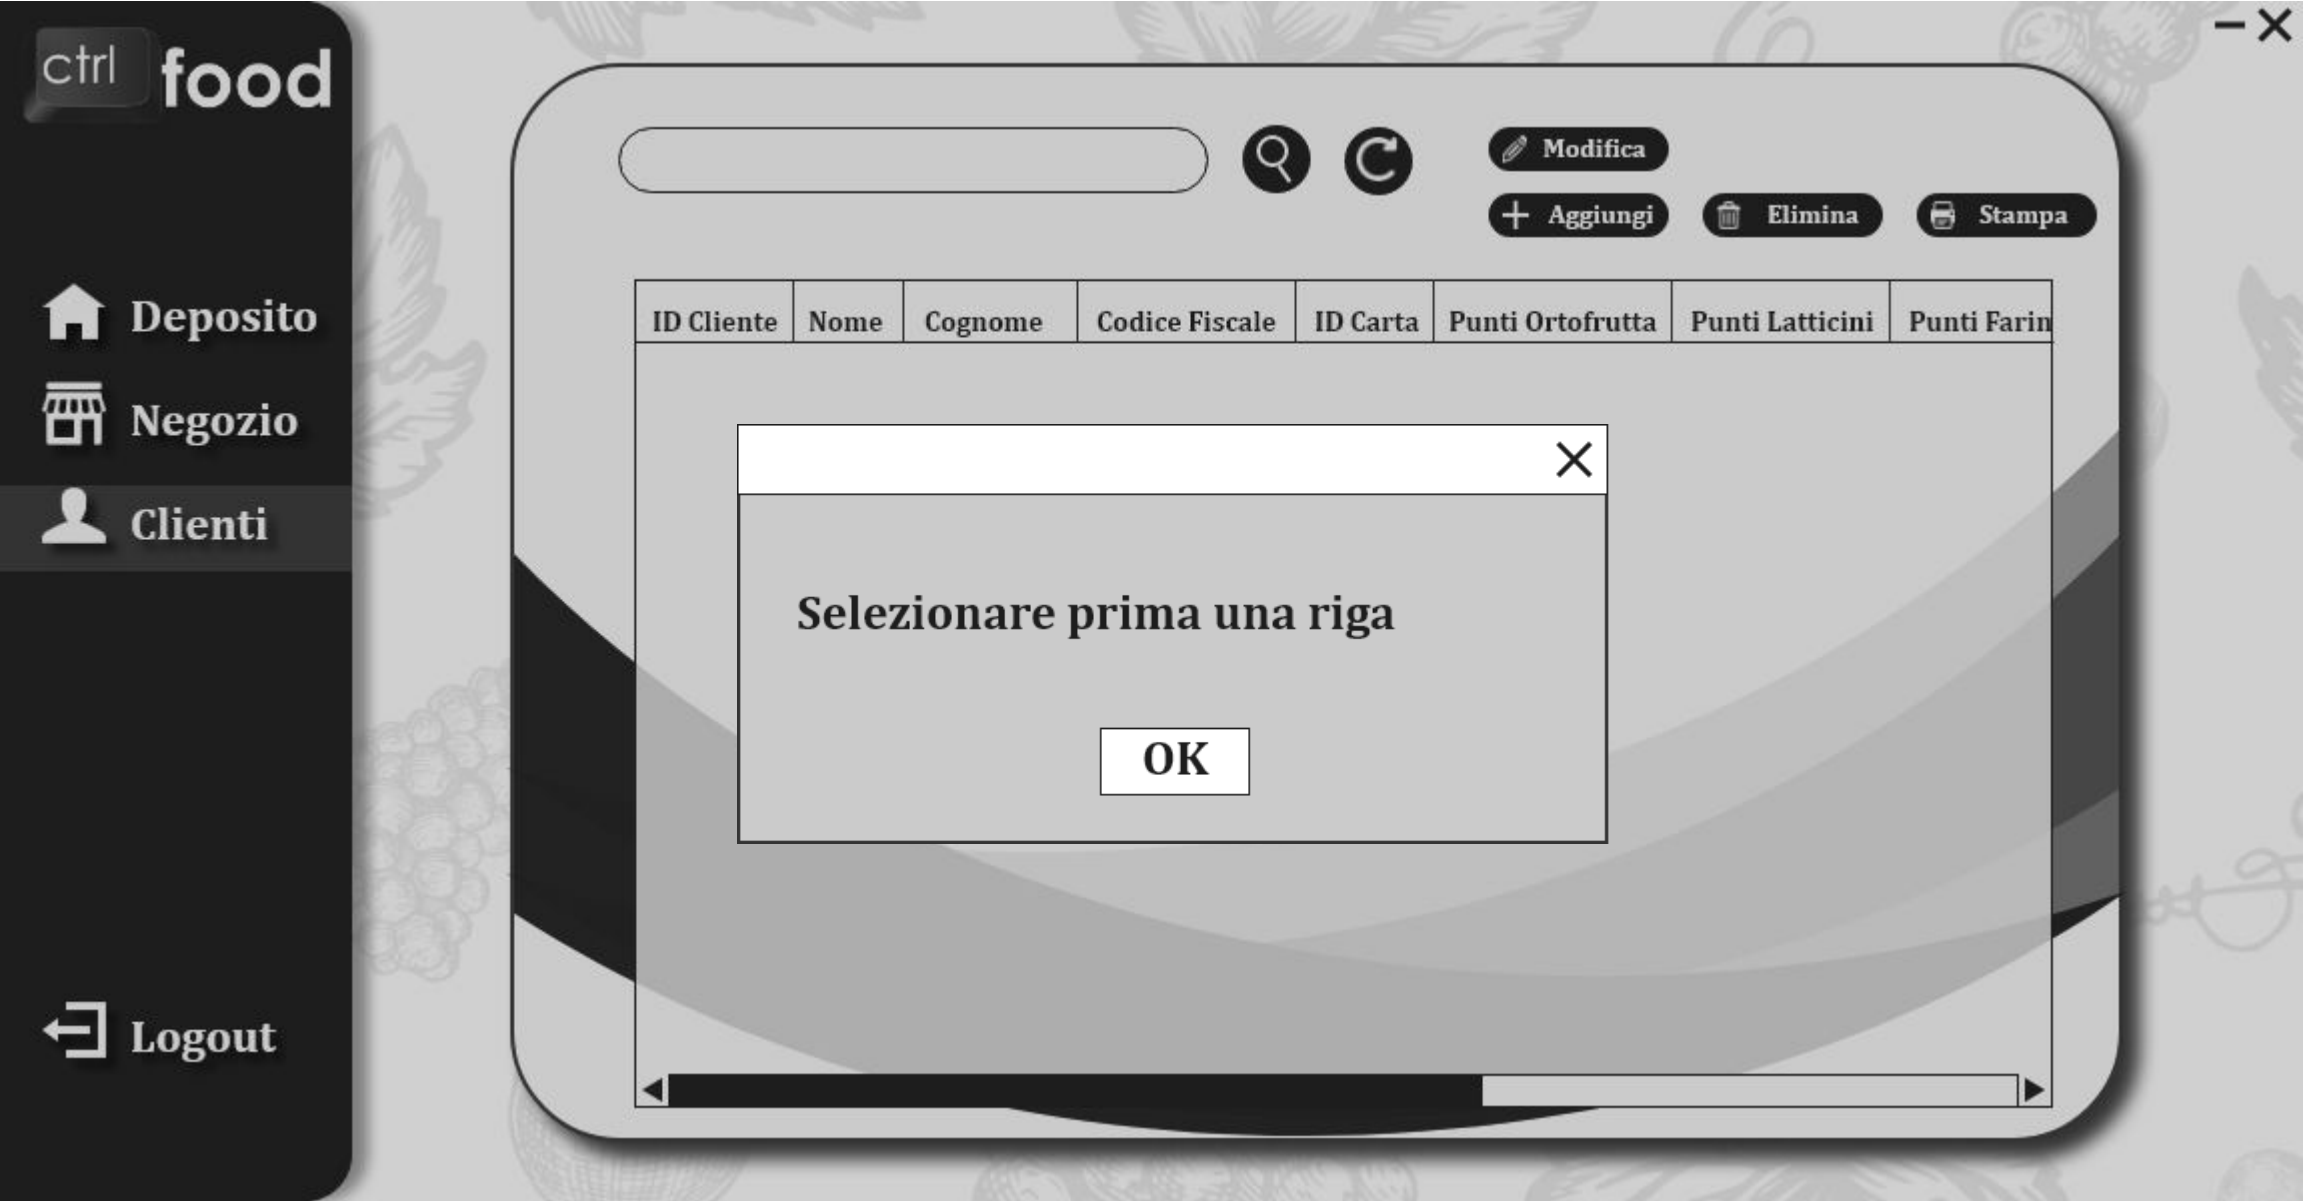 ctrl food
Modifica
Aggiungi Elimina Stampa
ID Cliente Nome Cognome Codice Fiscale ID Carta Punti Ortofrutta Punti Latticini Punti Farin
Deposito
Negozio
Clienti
Selezionare prima una riga
OK
Logout